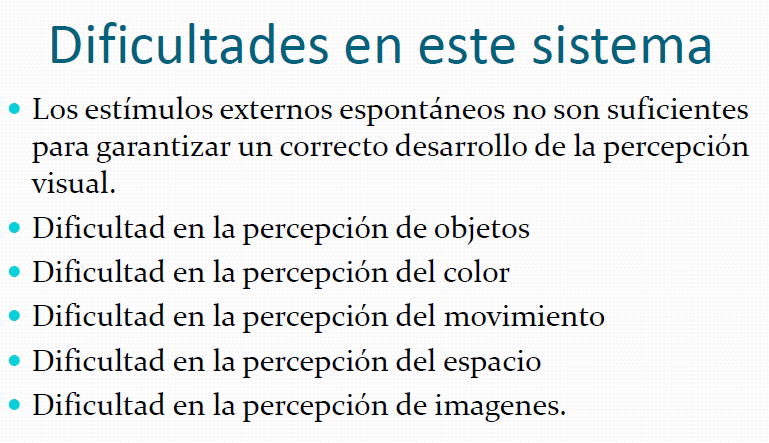 Dificultades en este sistema
Los estímulos externos espontáneos no son suficientes
para garantizar un correcto desarrollo de la percepción
visual.
Dificultad en la percepción de objetos
Dificultad en la percepción del color
Dificultad en la percepción del movimiento
Dificultad en la percepción del espacio
Dificultad en la percepción de imagenes.